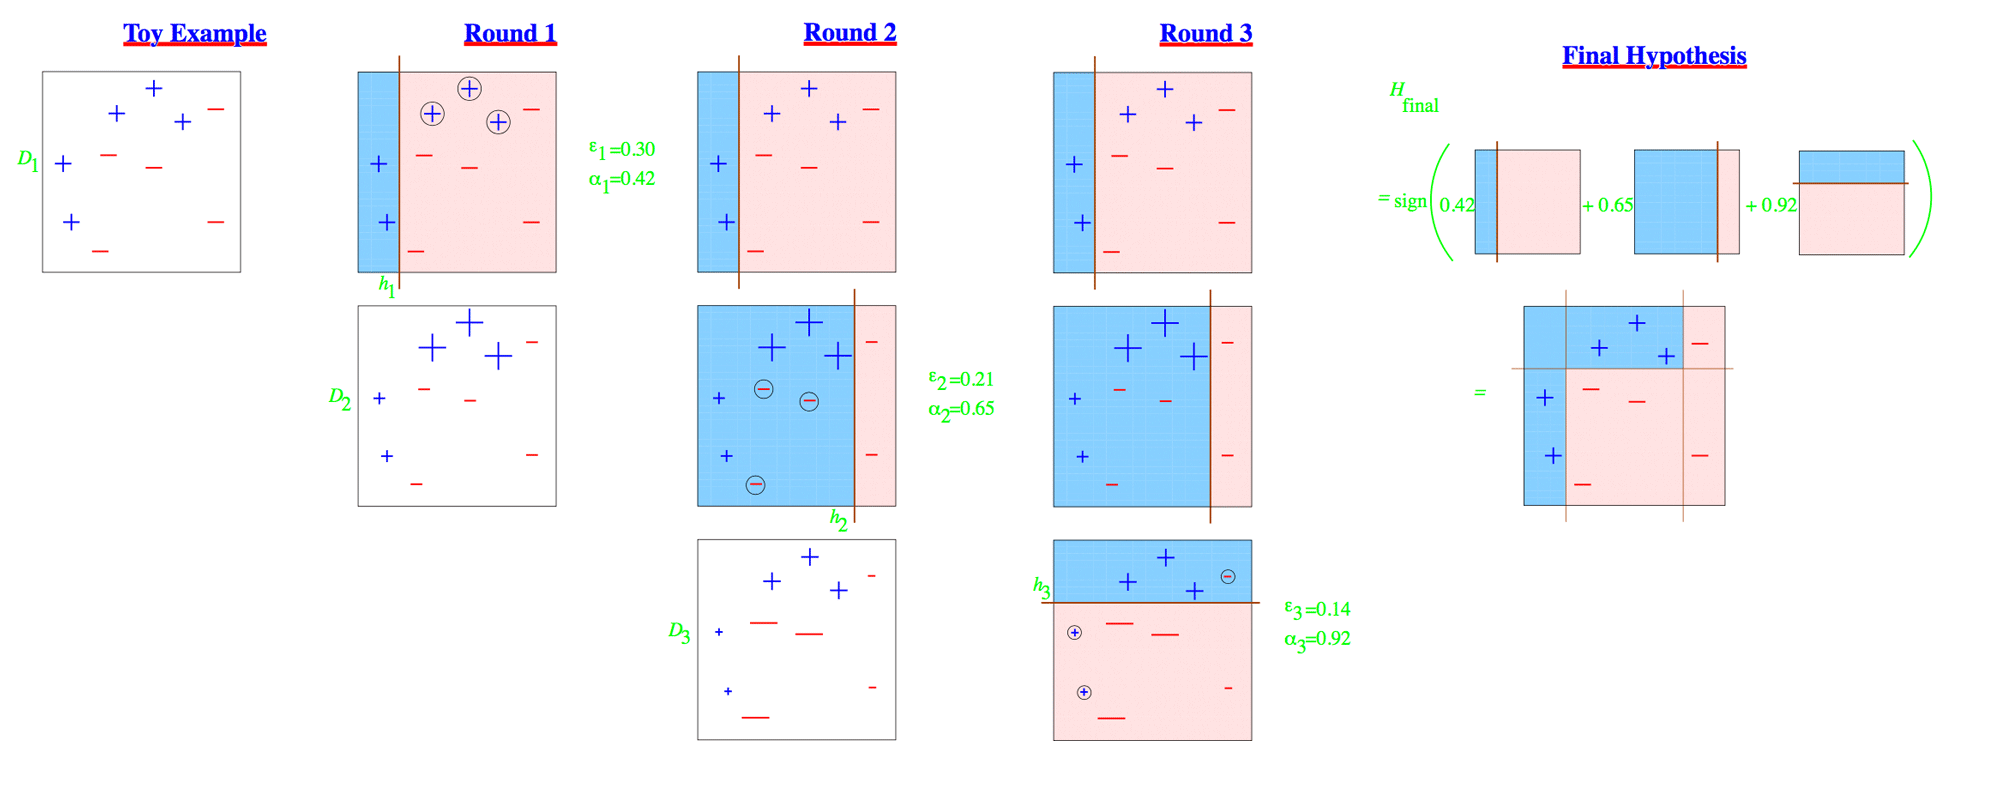 Toy Example
D1
Round 1
h1
ε1=0.30
α1=0.42
D2
Round 2
h2
ε2=0.21
α2=0.65
D3
Round 3
h3
ε3=0.14
α3=0.92
Final Hypothesis
H final
= sign ( 0.42 + 0.65 + 0.92 )
=